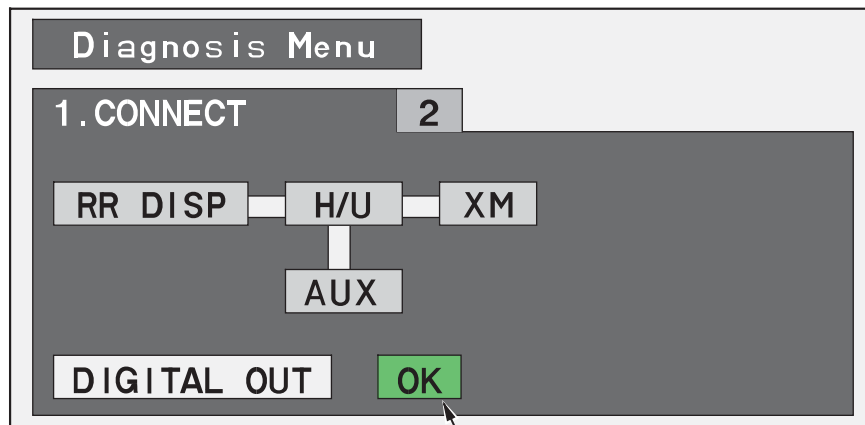 Diagnosis Menu
1.CONNECT 2
RR DISP H/U XM
AUX
DIGITAL OUT OK